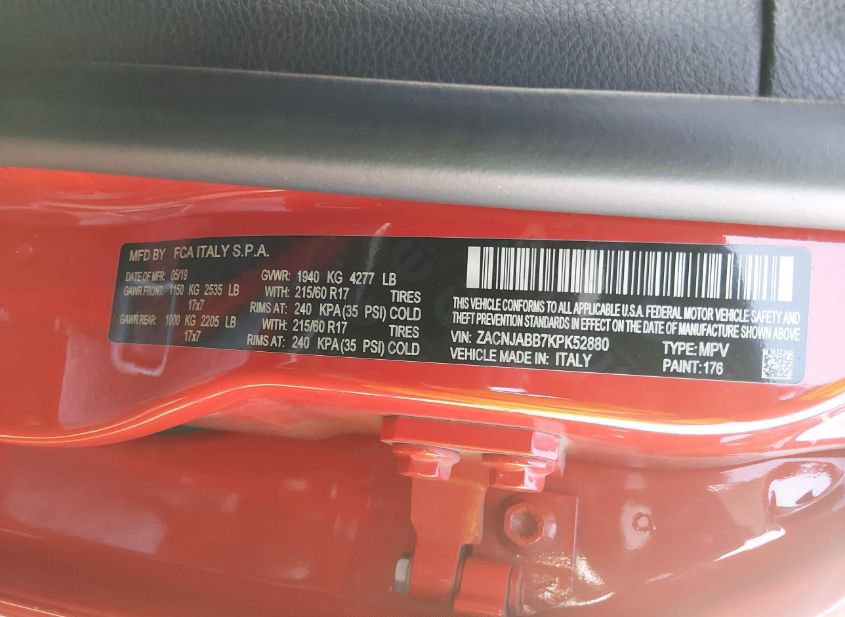 MFD BY FCA ITALY S.P.A.
DATE OF MFR: 05/19 GVWR: 1940 KG 4277 LB
GAWR FRONT: 1150 KG 2535 LB WITH: 215/60 R17 TIRES
17x7 RIMS AT: 240 KPA(35 PSI) COLD
GAWR REAR: 1000 KG 2205 LB WITH: 215/60 R17 TIRES
17x7 RIMS AT: 240 KPA(35 PSI) COLD
THIS VEHICLE CONFORMS TO ALL APPLICABLE U.S.A. FEDERAL MOTOR VEHICLE SAFETY AND
THEFT PREVENTION STANDARDS IN EFFECT ON THE DATE OF MANUFACTURE SHOWN ABOVE
VIN: ZACNJABB7KPK52880 TYPE: MPV
VEHICLE MADE IN: ITALY PAINT: 176